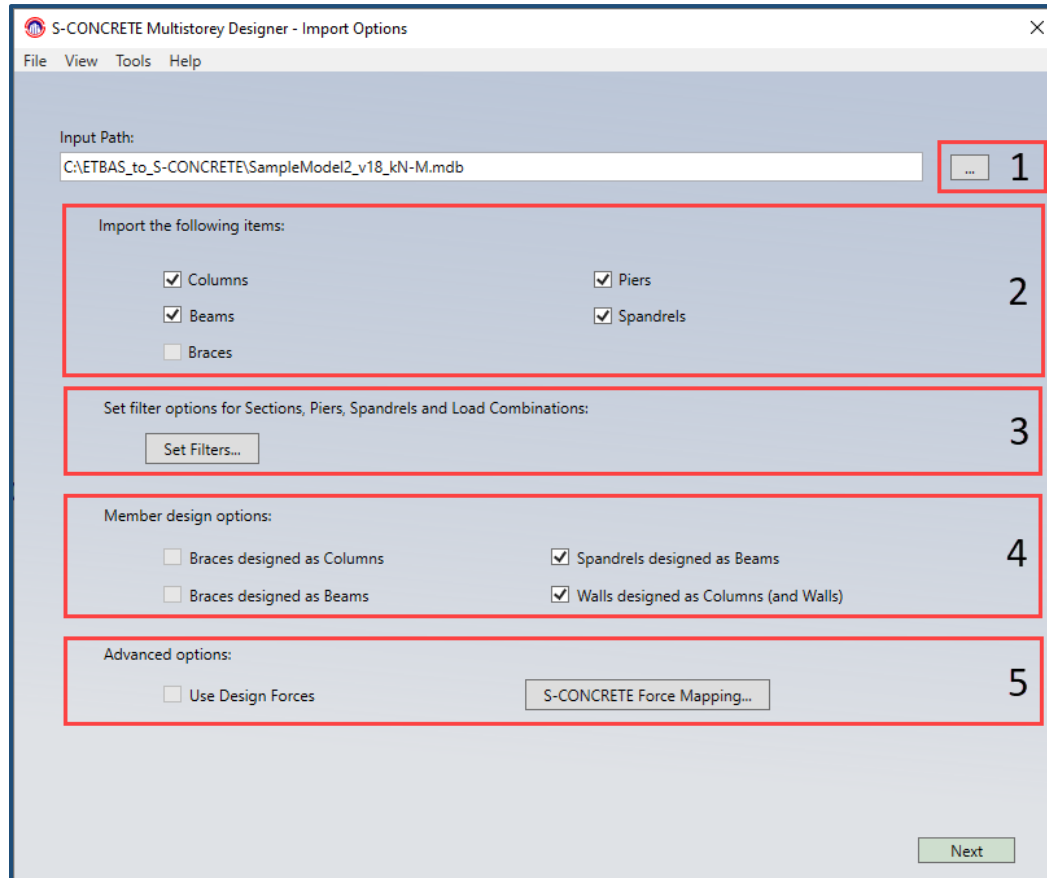 S-CONCRETE Multistorey Designer - Import Options
File View Tools Help
Input Path:
C:\ETBAS_to_S-CONCRETE\SampleModel2_v18_kN-M.mdb
... 1
Import the following items:
Columns Piers
2
Beams Spandrels
Braces
Set filter options for Sections, Piers, Spandrels and Load Combinations:
3
Set Filters...
Member design options:
Braces designed as Columns Spandrels designed as Beams
4
Braces designed as Beams Walls designed as Columns (and Walls)
Advanced options:
5
Use Design Forces S-CONCRETE Force Mapping...
Next